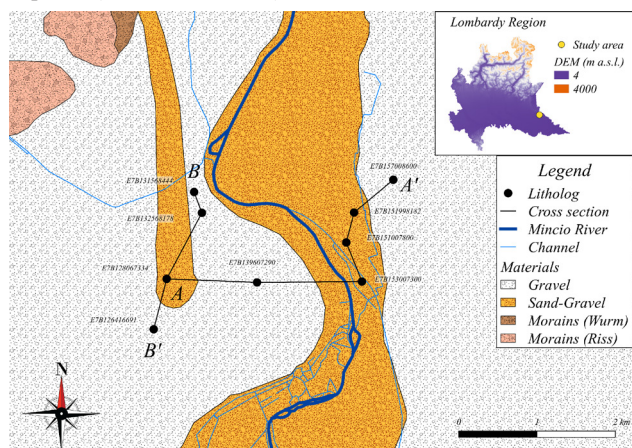 Lombardy Region
Study area
DEM (m a.s.l.)
4
4000
E7B131568444
B
E7B132568178
E7B157008600
A'
E7B151998182
E7B151007800
E7B139607290
E7B128067334
A
E7B153007300
E7B126416691
B'
N
Legend
Litholog
Cross section
Mincio River
Channel
Materials
Gravel
Sand-Gravel
Morains (Wurm)
Morains (Riss)
0
1
2 km